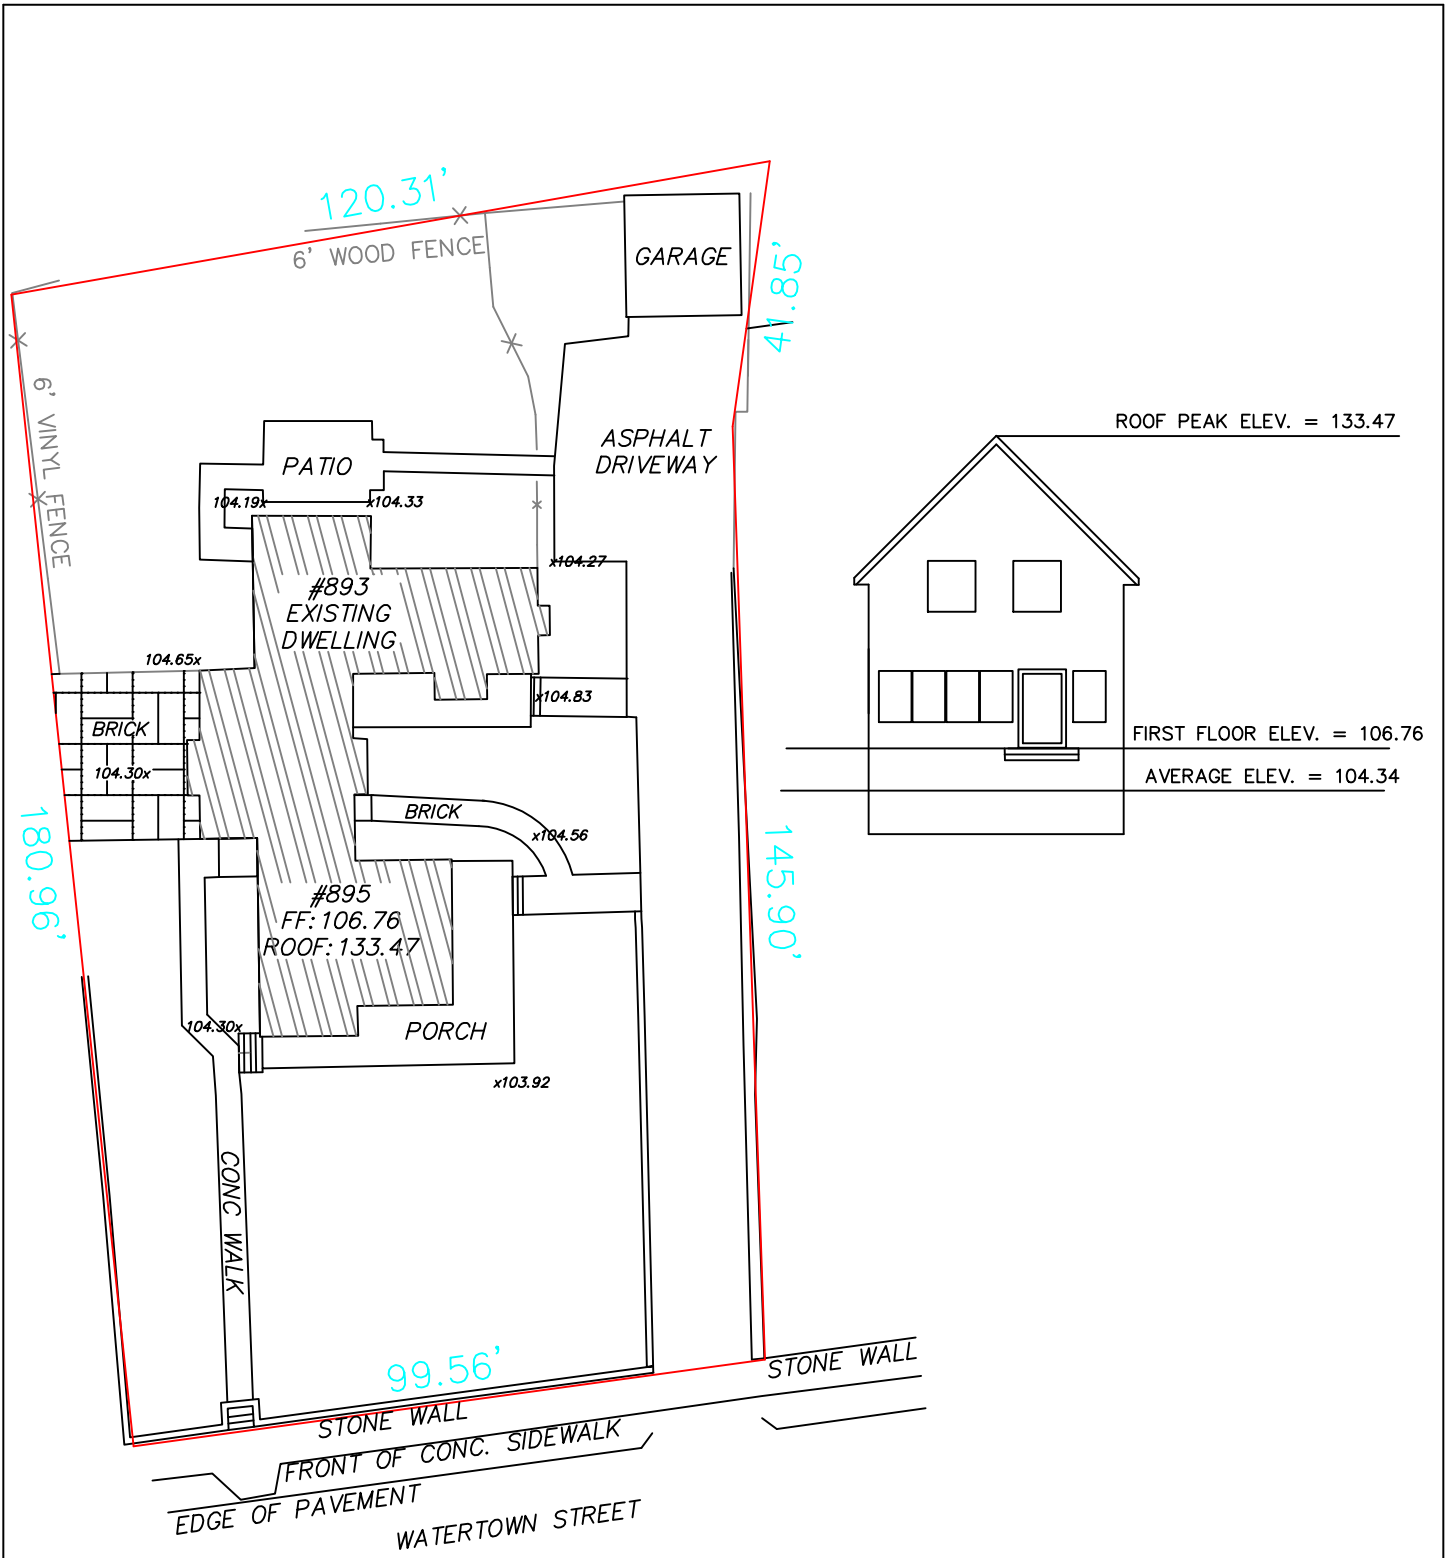 120.31'
6' WOOD FENCE
GARAGE
41.85'
6' VINYL FENCE
ASPHALT
DRIVEWAY
PATIO
104.19x
x104.33
x104.27
#893
EXISTING
DWELLING
104.65x
x104.83
BRICK
104.30x
BRICK
x104.56
180.96'
145.90'
#895
FF: 106.76
ROOF: 133.47
104.30x
PORCH
x103.92
CONC WALK
99.56'
STONE WALL
STONE WALL
FRONT OF CONC. SIDEWALK
EDGE OF PAVEMENT
WATERTOWN STREET
ROOF PEAK ELEV. = 133.47
FIRST FLOOR ELEV. = 106.76
AVERAGE ELEV. = 104.34